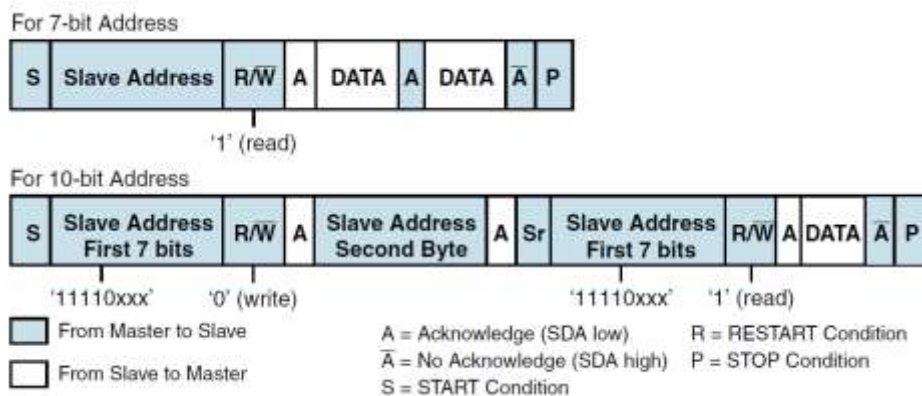 For 7-bit Address
S Slave Address R/W̅ A DATA A DATA A̅ P
‘1’ (read)
For 10-bit Address
S Slave Address First 7 bits R/W̅ A Slave Address Second Byte A Sr Slave Address First 7 bits R/W̅ A DATA A̅ P
‘11110xxx’ ‘0’ (write) ‘11110xxx’ ‘1’ (read)
From Master to Slave
From Slave to Master
A = Acknowledge (SDA low)
A̅ = No Acknowledge (SDA high)
S = START Condition
R = RESTART Condition
P = STOP Condition